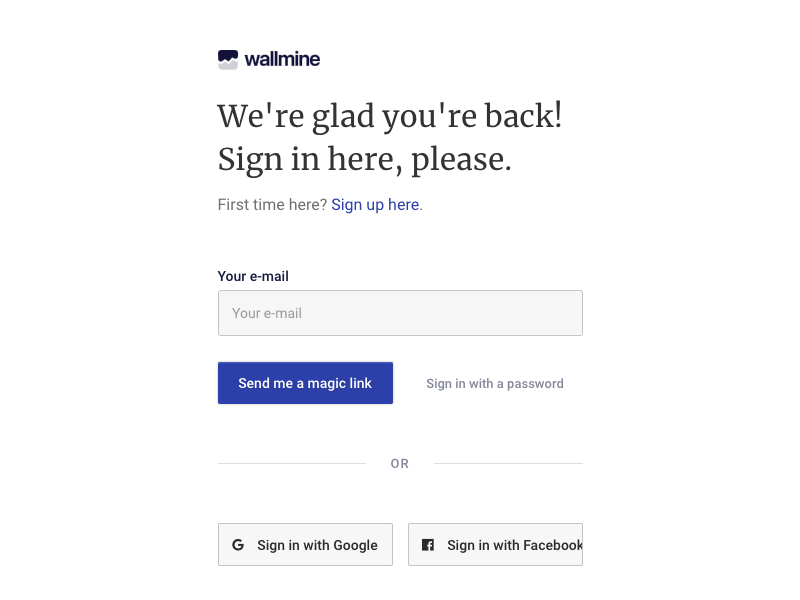 wallmine
We're glad you're back!
Sign in here, please.
First time here? Sign up here.
Your e-mail
Your e-mail
Send me a magic link
Sign in with a password
OR
Sign in with Google
Sign in with Facebook